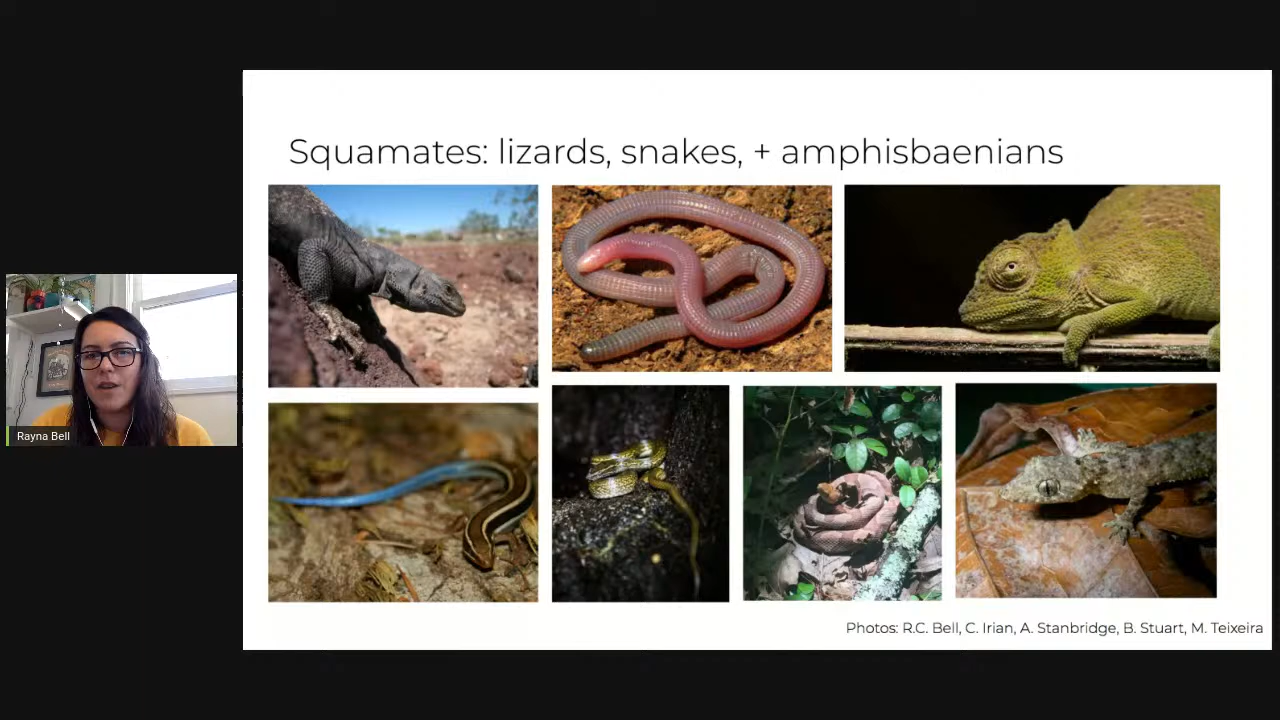 Squamates: lizards, snakes, + amphisbaenians
Rayna Bell
Photos: R.C. Bell, C. Irian, A. Stanbridge, B. Stuart, M. Teixeira